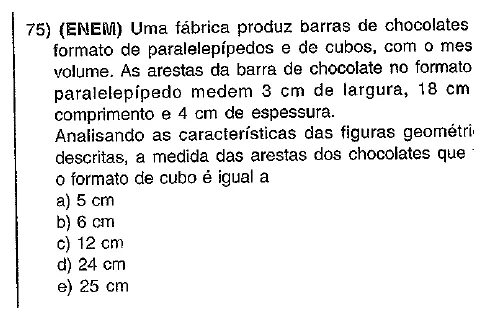 75) (ENEM) Uma fábrica produz barras de chocolates
formato de paralelepípedos e de cubos, com o mes
volume. As arestas da barra de chocolate no formato
paralelepípedo medem 3 cm de largura, 18 cm
comprimento e 4 cm de espessura.
Analisando as características das figuras geométri
descritas, a medida das arestas dos chocolates que
o formato de cubo é igual a
a) 5 cm
b) 6 cm
c) 12 cm
d) 24 cm
e) 25 cm